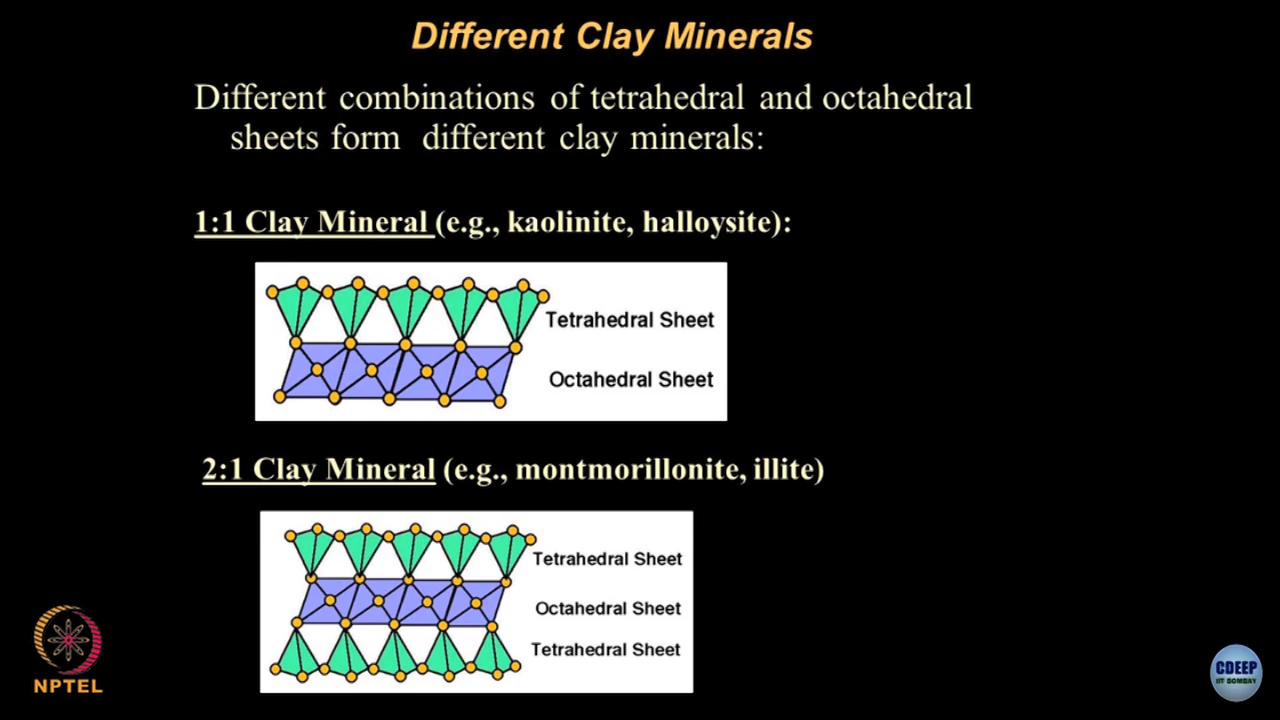 Different Clay Minerals
Different combinations of tetrahedral and octahedral
sheets form different clay minerals:
1:1 Clay Mineral (e.g., kaolinite, halloysite):
Tetrahedral Sheet
Octahedral Sheet
2:1 Clay Mineral (e.g., montmorillonite, illite)
Tetrahedral Sheet
Octahedral Sheet
Tetrahedral Sheet
NPTEL
CDEEP
IIT BOMBAY